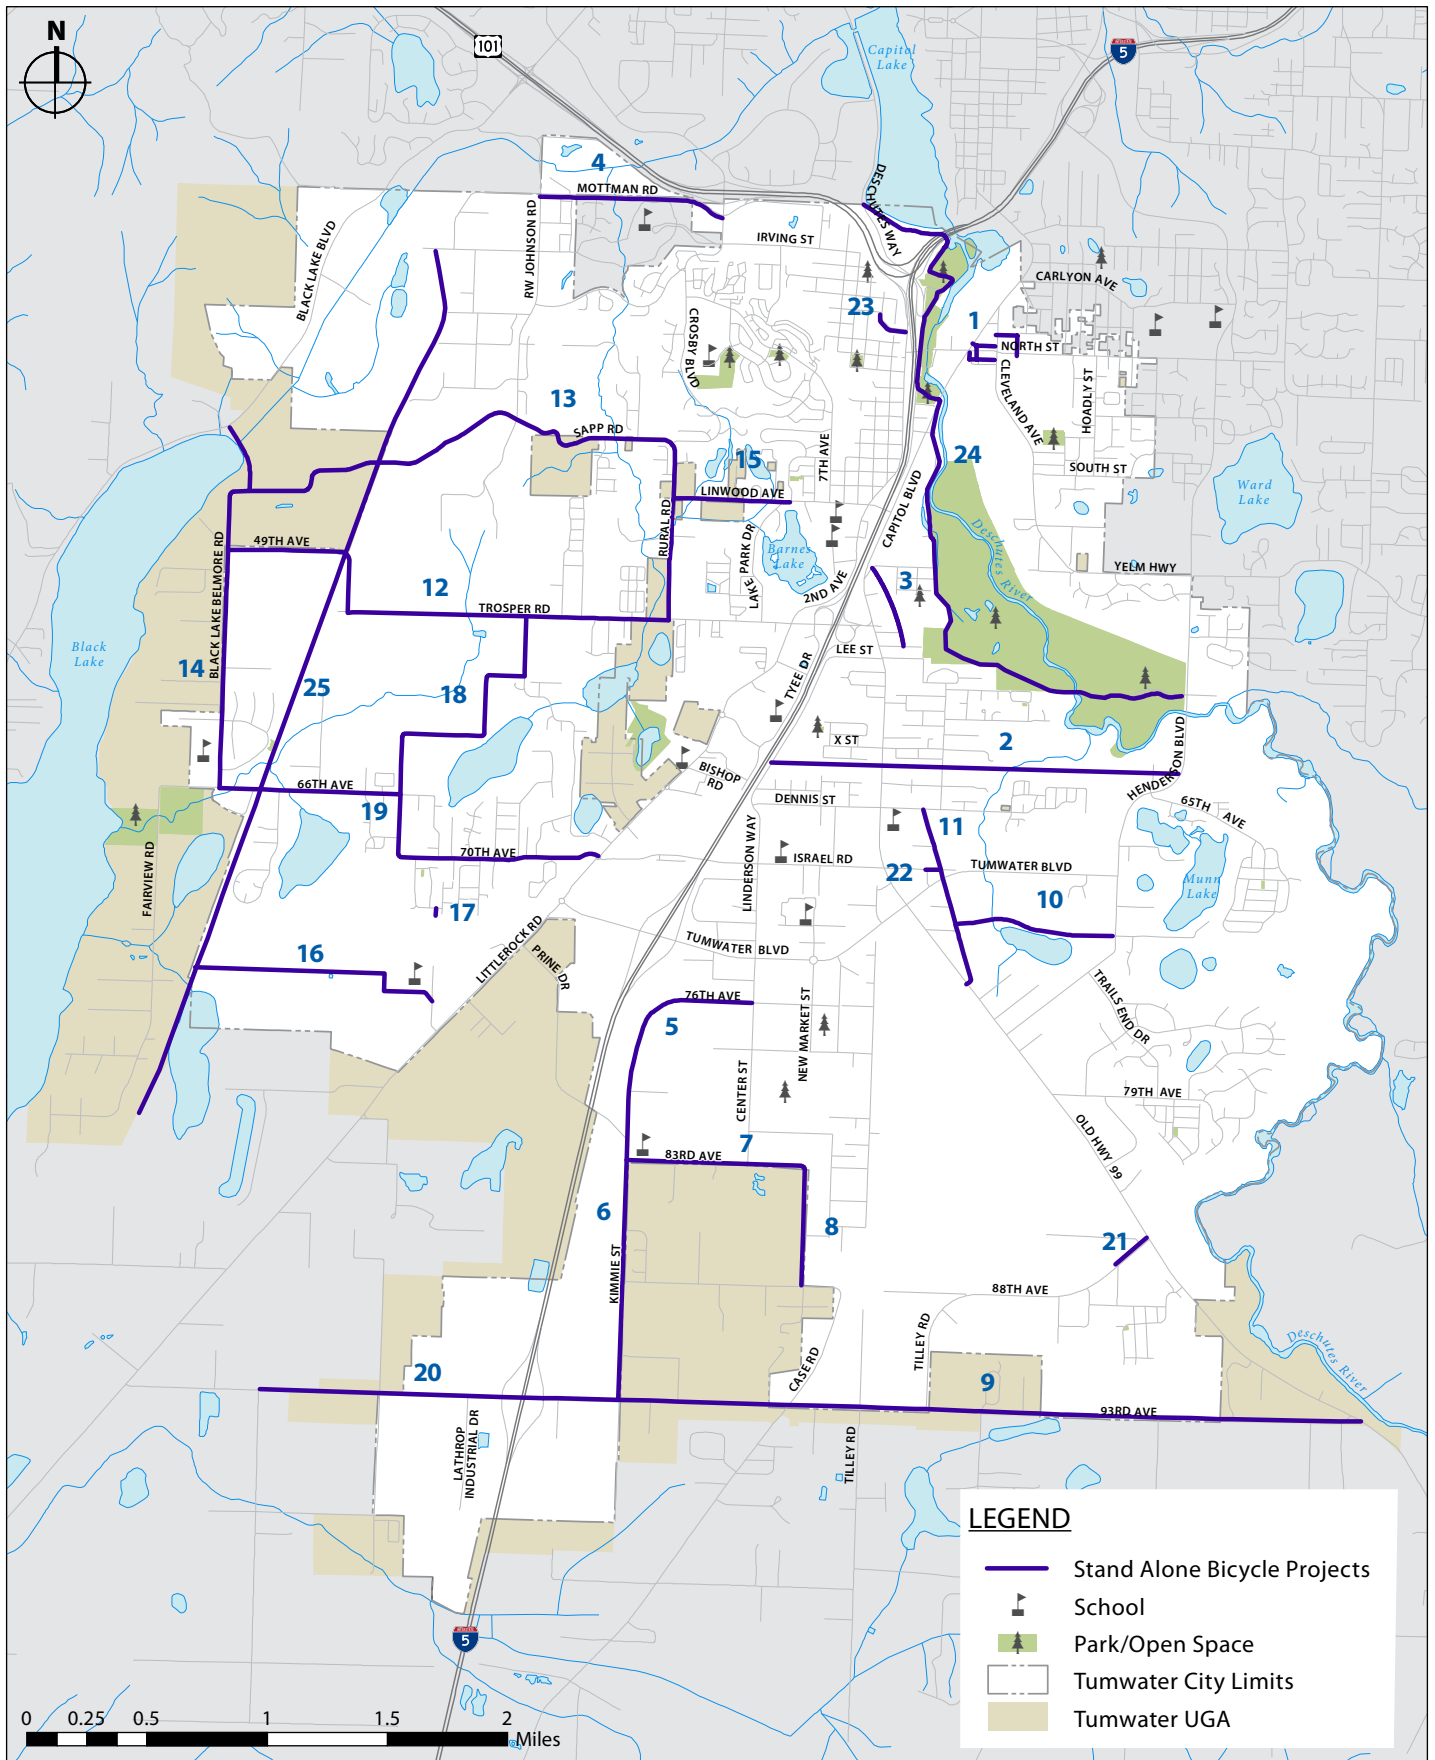 N
101
Capitol
Lake
5
4
MOTTMAN RD
DESCHUTES WAY
IRVING ST
RW JOHNSON RD
BLACK LAKE BLVD
CARLYON AVE
23
1
NORTH ST
CROSBY BLVD
CLEVELAND AVE
HOADLY ST
13
SAPP RD
7TH AVE
15
24
SOUTH ST
LINWOOD AVE
CAPITOL BLVD
Ward
Lake
RURAL RD
49TH AVE
BLACK LAKE BELMORE RD
LAKE PARK DR
Barnes
Lake
Deschutes
River
YELM HWY
12
TROSPER RD
2ND AVE
3
Black
Lake
14
LEE ST
25
18
TYEE DR
X ST
2
BISHOP
RD
HENDERSON BLVD
66TH AVE
19
DENNIS ST
65TH AVE
11
70TH AVE
ISRAEL RD
22
TUMWATER BLVD
Munn
Lake
FAIRVIEW RD
LINDERSON WAY
10
17
16
LITTLEROCK RD
PRINE DR
TUMWATER BLVD
76TH AVE
5
NEW MARKET ST
TRAILS END DR
CENTER ST
79TH AVE
OLD HWY 99
7
83RD AVE
6
8
21
KIMMIE ST
88TH AVE
TILLEY RD
Deschutes
River
20
CASE RD
9
93RD AVE
LATHROP
INDUSTRIAL DR
TILLEY RD
LEGEND
Stand Alone Bicycle Projects
School
Park/Open Space
Tumwater City Limits
Tumwater UGA
5
0 0.25 0.5 1 1.5 2
Miles